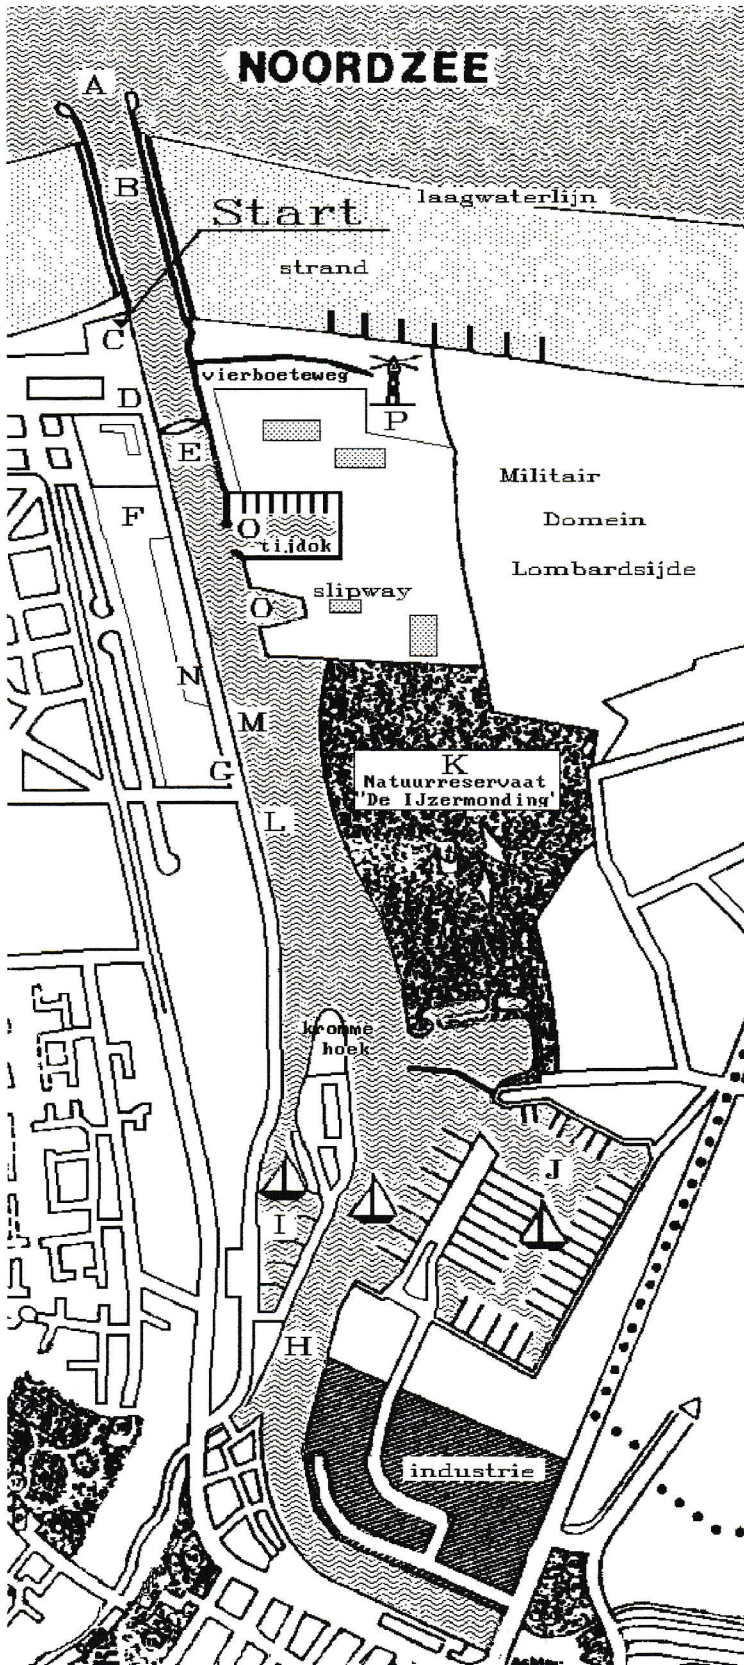 NOORDZEE
A
B
laagwaterlijn
Start
strand
C
vierboeteweg
D
P
E
Militair
F
Domein
O
tijdok
Lombardsijde
slipway
O
N
M
K
G
Natuurreservaat
"De IJzermonding'
L
kromme
hoek
J
I
H
industrie